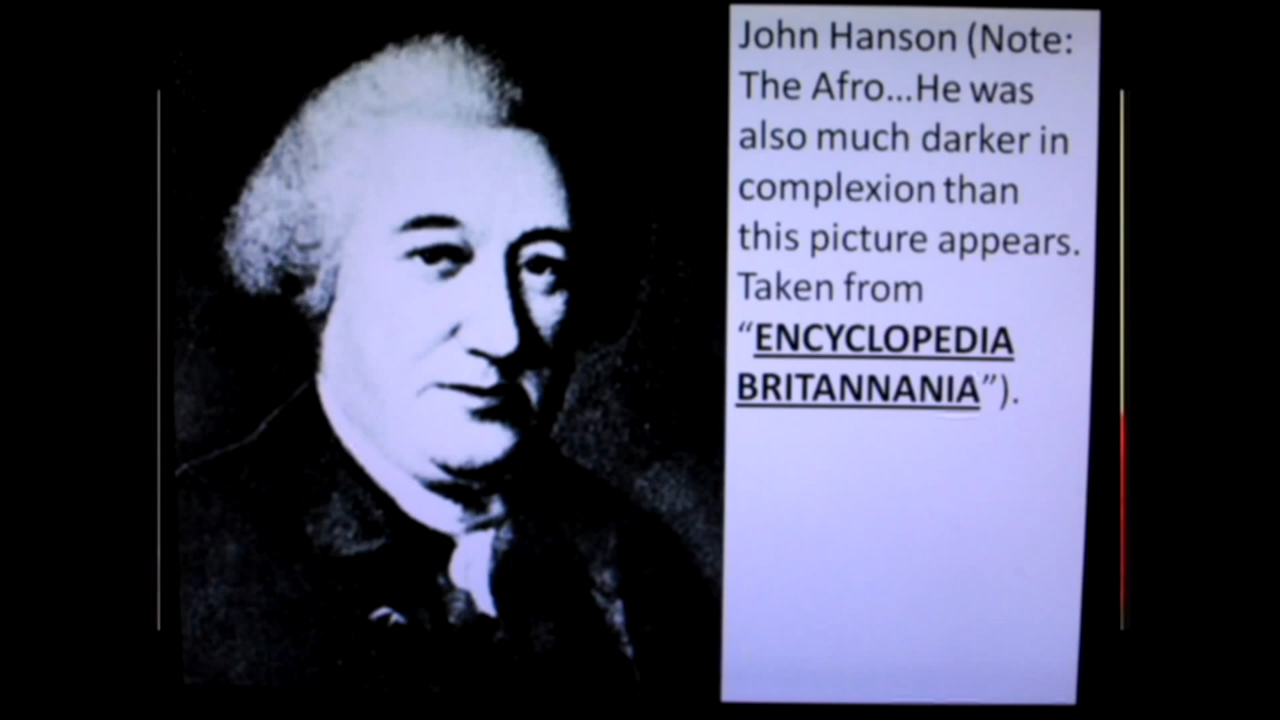 John Hanson (Note:
The Afro...He was
also much darker in
complexion than
this picture appears.
Taken from
“ENCYCLOPEDIA
BRITANNANIA”).